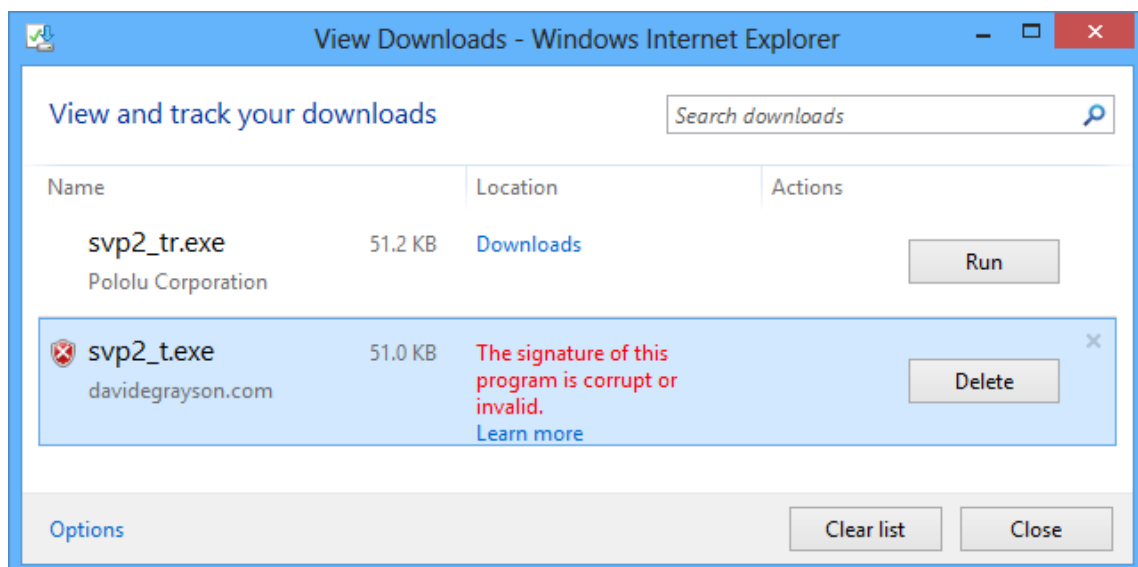 View Downloads - Windows Internet Explorer
View and track your downloads
Search downloads
Name
Location
Actions
svp2_tr.exe
51.2 KB
Downloads
Run
Pololu Corporation
svp2_t.exe
51.0 KB
The signature of this
program is corrupt or
invalid.
Learn more
Delete
davidegrayson.com
Options
Clear list
Close